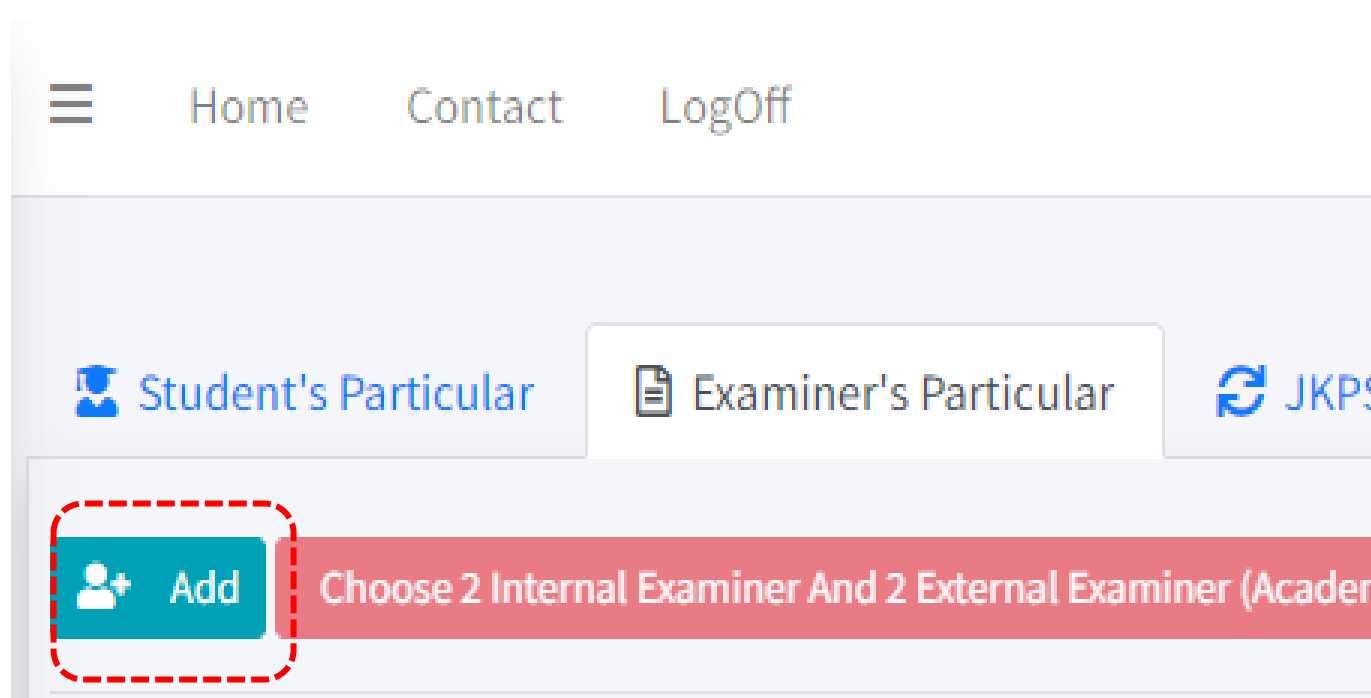 Home Contact LogOff
Student's Particular Examiner's Particular
Add Choose 2 Internal Examiner And 2 External Examiner